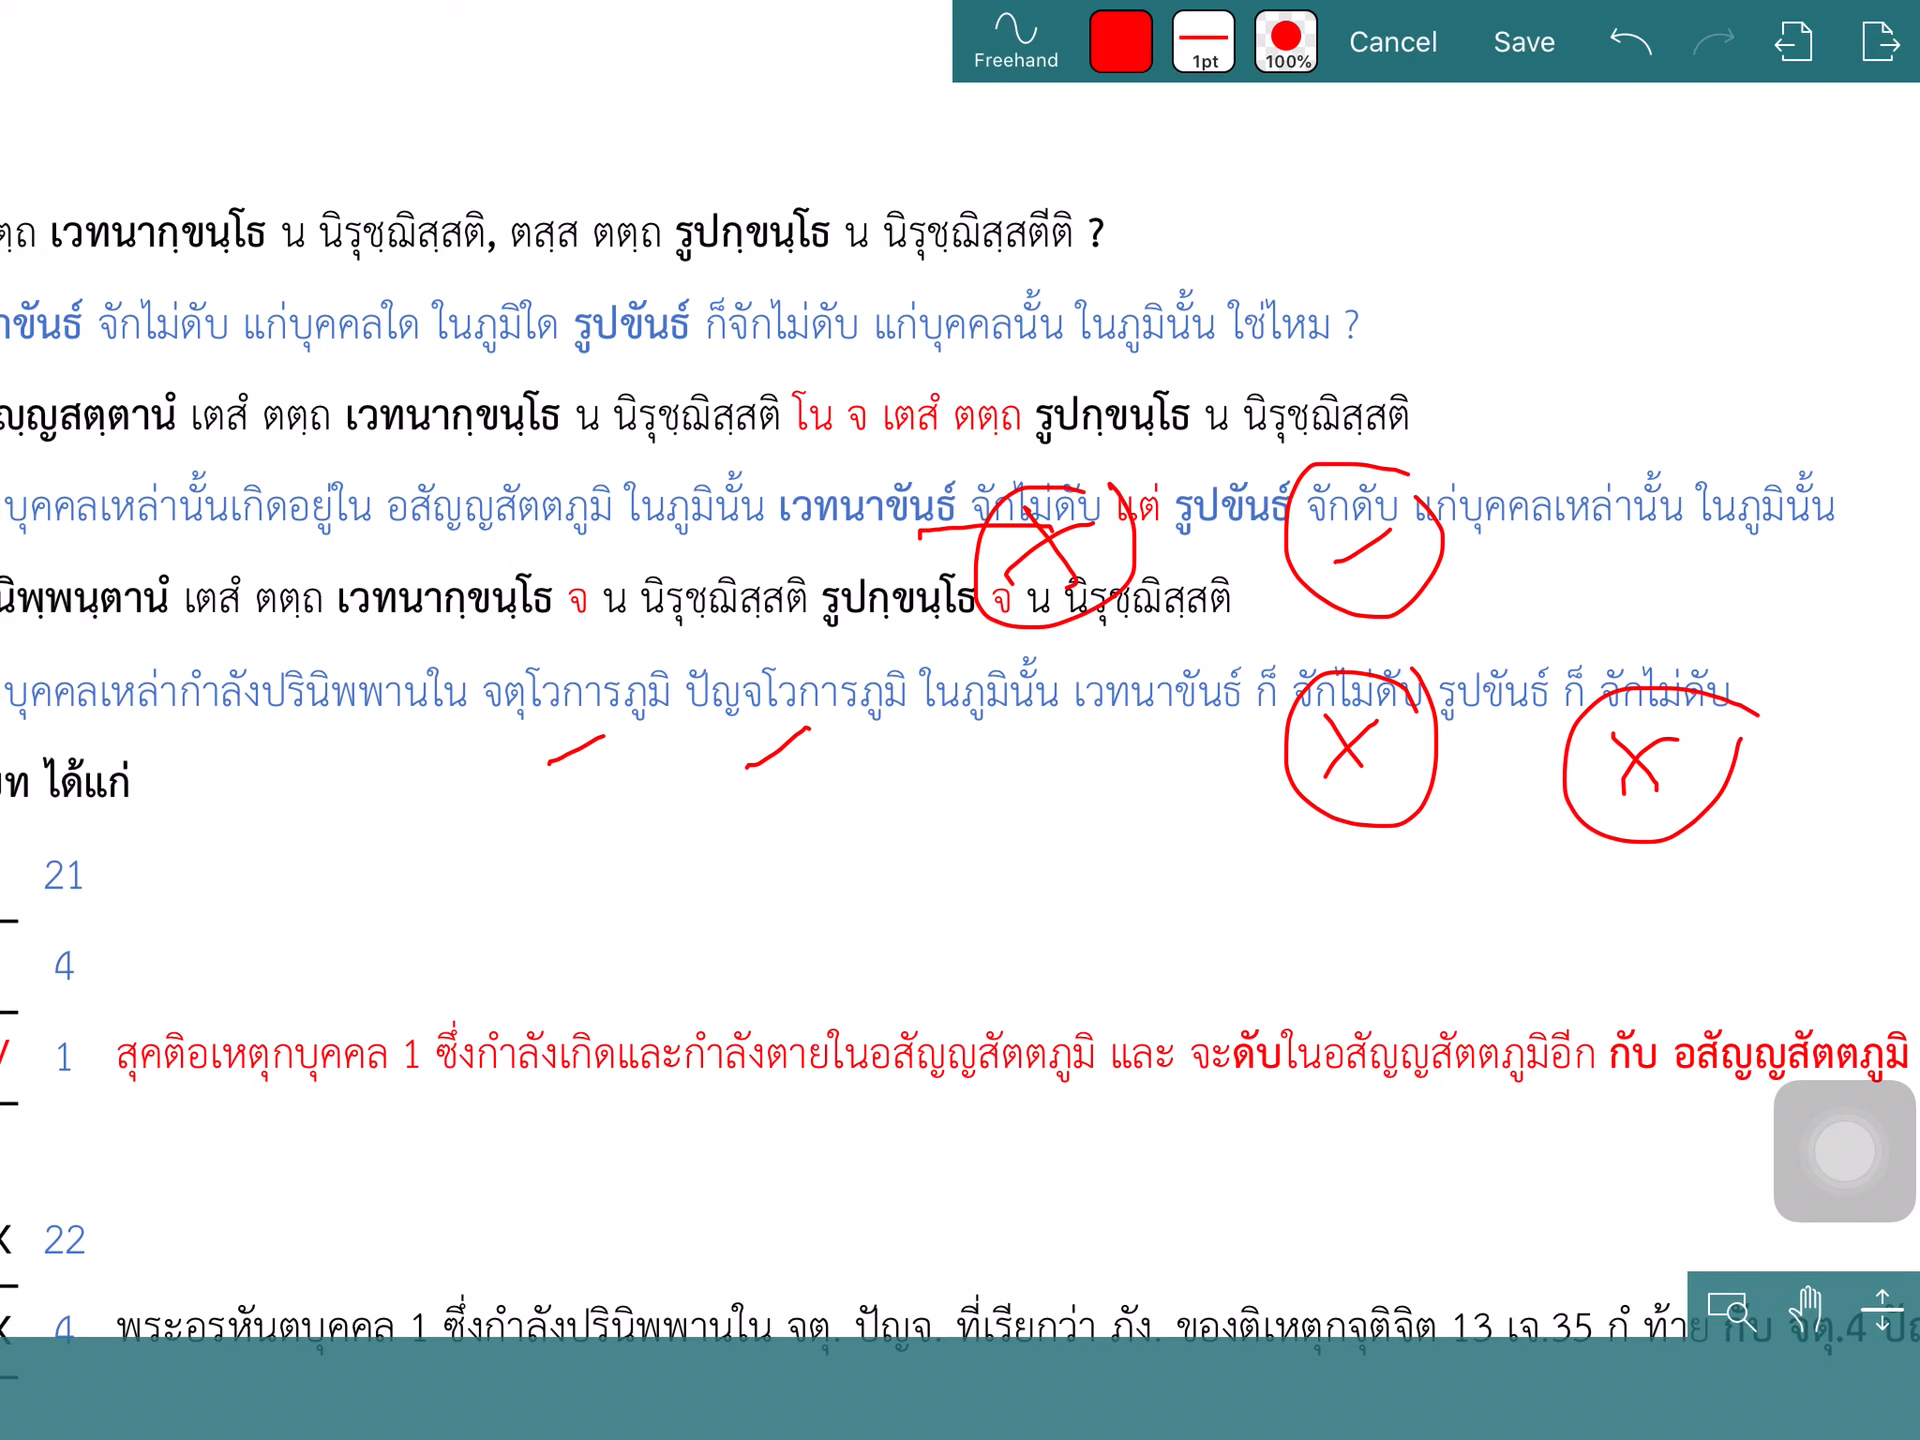 Freehand 1pt 100% Cancel Save
ตฺถ เวทนากฺขนฺโธ น นิรุชฺฌิสฺสติ, ตสฺส ตตฺถ รูปกฺขนฺโธ น นิรุชฺฌิสฺสตีติ ?
าขันธ์ จักไม่ดับ แก่บุคคลใด ในภูมิใด รูปขันธ์ ก็จักไม่ดับ แก่บุคคลนั้น ในภูมินั้น ใช่ไหม ?
ญฺญสตฺตานํ เตสํ ตตฺถ เวทนากฺขนฺโธ น นิรุชฺฌิสฺสติ โน จ เตสํ ตตฺถ รูปกฺขนฺโธ น นิรุชฺฌิสฺสติ
บุคคลเหล่านั้นเกิดอยู่ใน อสัญญสัตตภูมิ ในภูมินั้น เวทนาขันธ์ จักไม่ดับ แต่ รูปขันธ์ จักดับ แก่บุคคลเหล่านั้น ในภูมินั้น
นิพฺพนฺตานํ เตสํ ตตฺถ เวทนากฺขนฺโธ จ น นิรุชฺฌิสฺสติ รูปกฺขนฺโธ จ น นิรุชฺฌิสฺสติ
บุคคลเหล่ากำลังปรินิพพานใน จตุโวการภูมิ ปัญจโวการภูมิ ในภูมินั้น เวทนาขันธ์ ก็ จักไม่ดับ รูปขันธ์ ก็ จักไม่ดับ
ท ได้แก่
21
4
1 สุคติอเหตุกบุคคล 1 ซึ่งกำลังเกิดและกำลังตายในอสัญญสัตตภูมิ และ จะดับในอสัญญสัตตภูมิอีก กับ อสัญญสัตตภูมิ
X 22
X 4 พระอรหันตบุคคล 1 ซึ่งกำลังปรินิพพานใน จตุ. ปัญจ. ที่เรียกว่า ภัง. ของติเหตุกจุติจิต 13 เจ.35 กํ ท้าย กับ จตุ.4